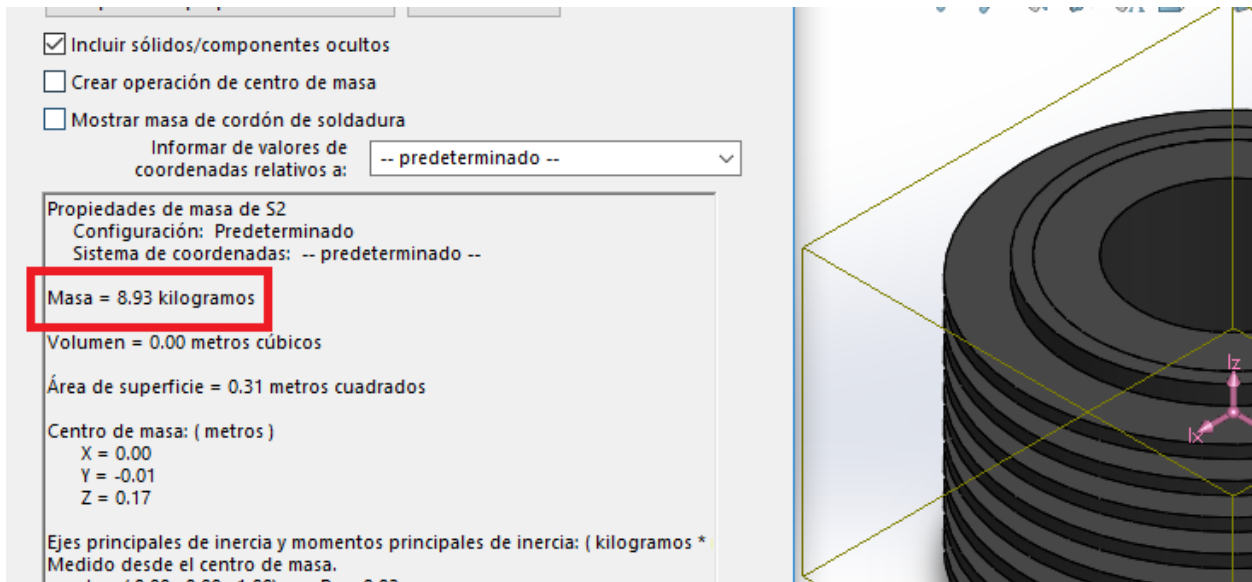 Incluir sólidos/componentes ocultos
Crear operación de centro de masa
Mostrar masa de cordón de soldadura
Informar de valores de
coordenadas relativos a:
-- predeterminado --
Propiedades de masa de S2
Configuración: Predeterminado
Sistema de coordenadas: -- predeterminado --
Masa = 8.93 kilogramos
Volumen = 0.00 metros cúbicos
Área de superficie = 0.31 metros cuadrados
Centro de masa: ( metros )
X = 0.00
Y = -0.01
Z = 0.17
Ejes principales de inercia y momentos principales de inercia: ( kilogramos *
Medido desde el centro de masa.
Iz
Ix